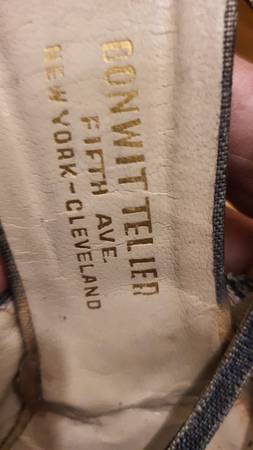 BONWIT TELLER
FIFTH AVE.
NEW YORK-CLEVELAND